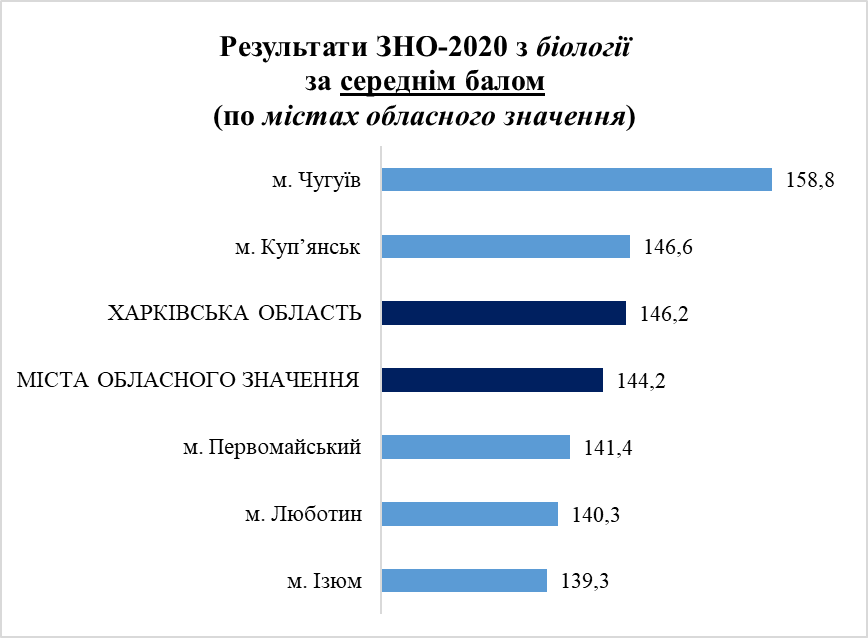 Результати ЗНО-2020 з біології
за середнім балом
(по містах обласного значення)
м. Чугуїв 158,8
м. Куп’янськ 146,6
ХАРКІВСЬКА ОБЛАСТЬ 146,2
МІСТА ОБЛАСНОГО ЗНАЧЕННЯ 144,2
м. Первомайський 141,4
м. Люботин 140,3
м. Ізюм 139,3